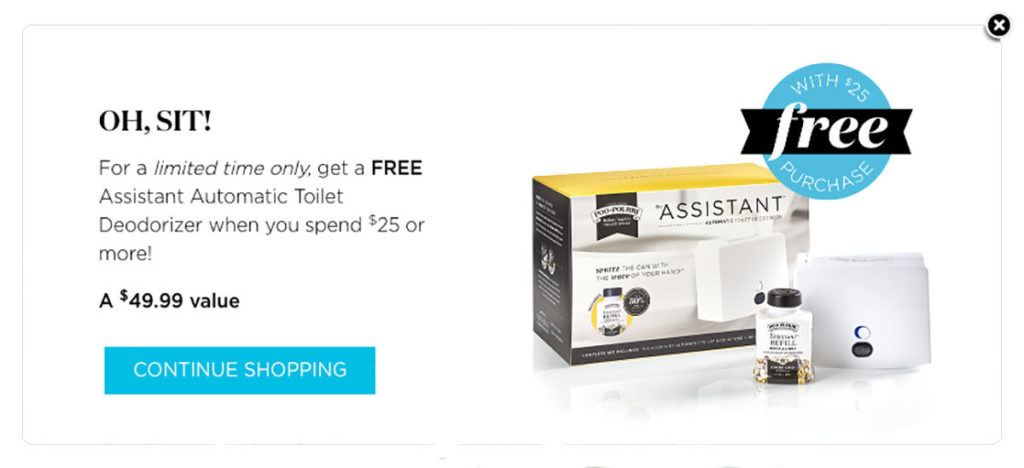 OH, SIT!
For a limited time only, get a FREE
Assistant Automatic Toilet
Deodorizer when you spend $25 or
more!
A $49.99 value
CONTINUE SHOPPING
WITH $25
free
PURCHASE
POO~POURRI
the ASSISTANT
AUTOMATIC TOILET DEODORIZER
SPRITZ THE CAN WITH
THE wave OF YOUR HAND!
ASSISTANT
REFILL